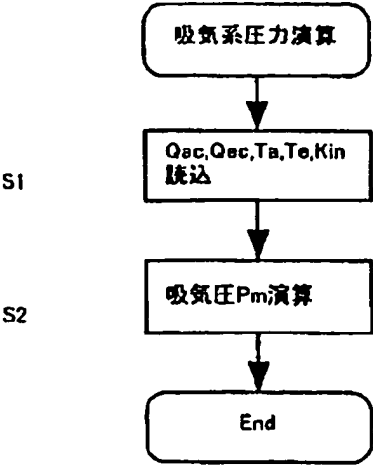 吸気系圧力演算
S1
Qac,Qec,Ta,Te,Kin
読込
S2
吸気圧Pm演算
End